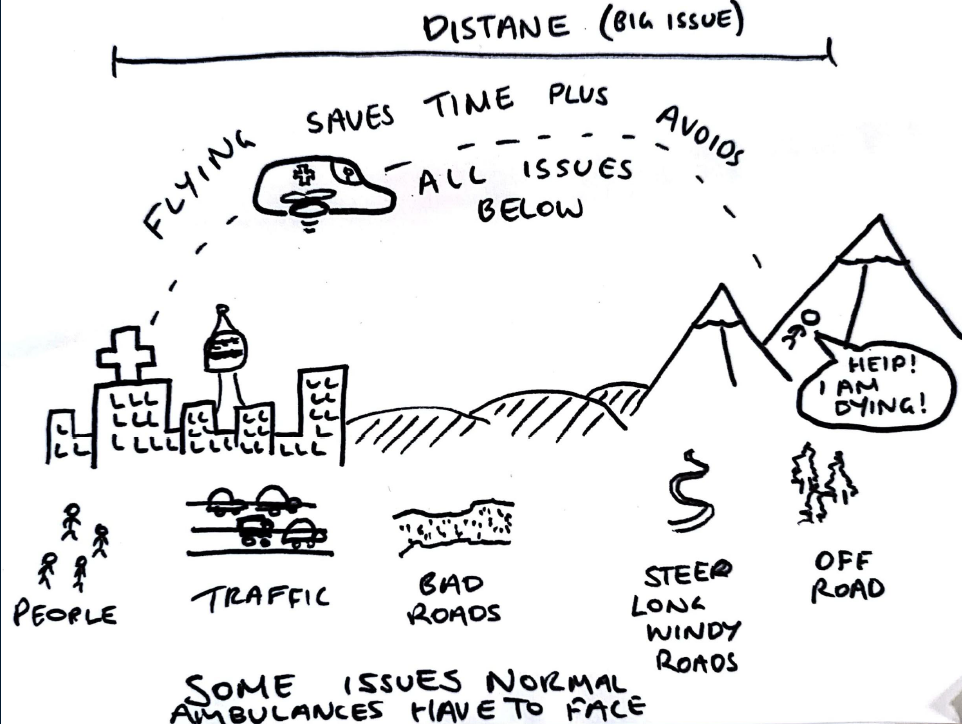 DISTANE (BIG ISSUE)
FLYING SAVES TIME PLUS AVOIDS
ALL ISSUES
BELOW
HEIP!
I AM
DYING!
PEOPLE
TRAFFIC
BAD
ROADS
STEEP
LONG
WINDY
ROADS
OFF
ROAD
SOME ISSUES NORMAL
AMBULANCES HAVE TO FACE